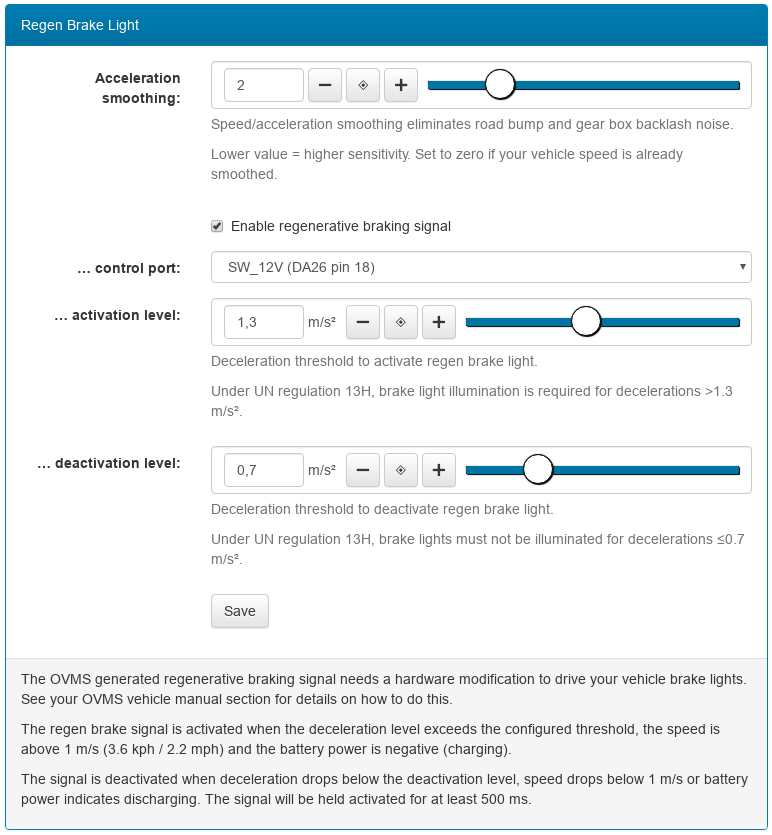 Regen Brake Light
Acceleration
smoothing:
2
Speed/acceleration smoothing eliminates road bump and gear box backlash noise.
Lower value = higher sensitivity. Set to zero if your vehicle speed is already
smoothed.
Enable regenerative braking signal
… control port:
SW_12V (DA26 pin 18)
… activation level:
1,3 m/s²
Deceleration threshold to activate regen brake light.
Under UN regulation 13H, brake light illumination is required for decelerations >1.3
m/s².
… deactivation level:
0,7 m/s²
Deceleration threshold to deactivate regen brake light.
Under UN regulation 13H, brake lights must not be illuminated for decelerations ≤0.7
m/s².
Save
The OVMS generated regenerative braking signal needs a hardware modification to drive your vehicle brake lights.
See your OVMS vehicle manual section for details on how to do this.
The regen brake signal is activated when the deceleration level exceeds the configured threshold, the speed is
above 1 m/s (3.6 kph / 2.2 mph) and the battery power is negative (charging).
The signal is deactivated when deceleration drops below the deactivation level, speed drops below 1 m/s or battery
power indicates discharging. The signal will be held activated for at least 500 ms.